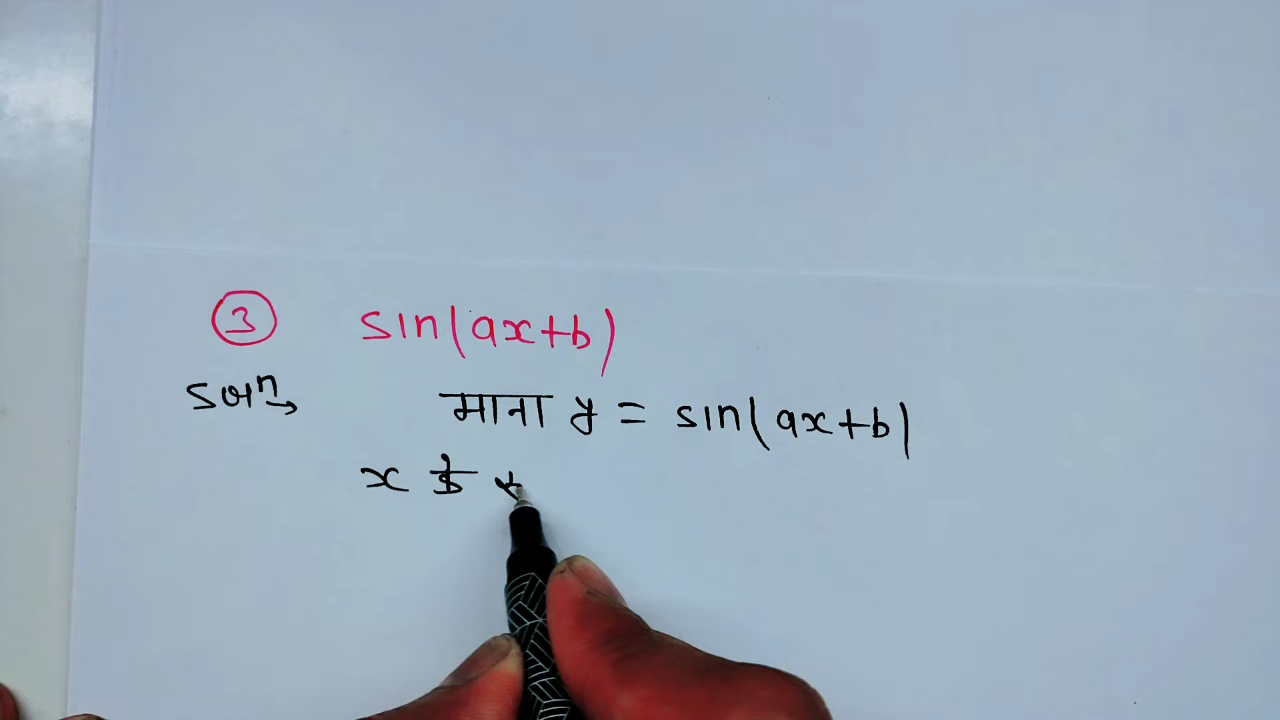 ③ sin(ax+b)
Solⁿ→ माना y = sin(ax+b)
x के